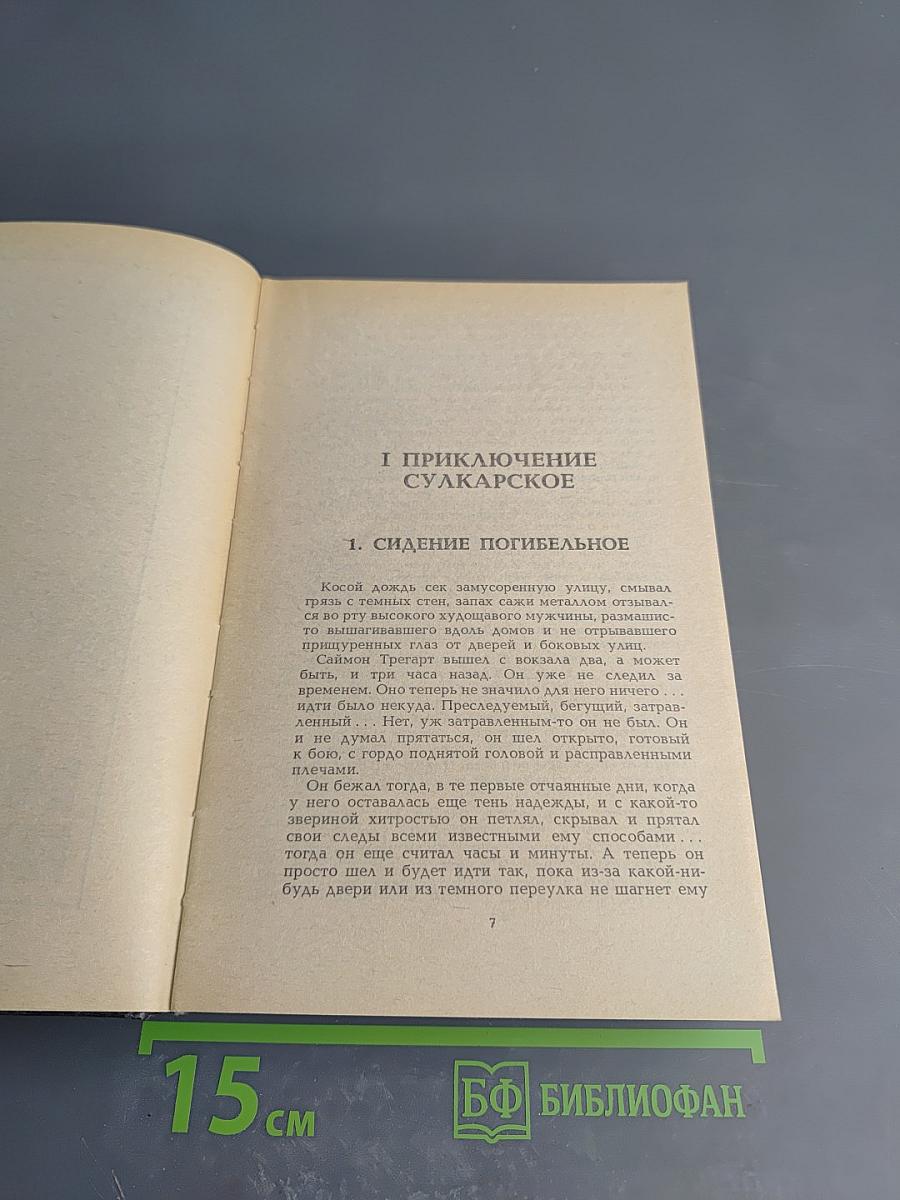 I ПРИКЛЮЧЕНИЕ
СУЛКАРСКОЕ
1. СИДЕНИЕ ПОГИБЕЛЬНОЕ
Косой дождь сек замусоренную улицу, смывал
грязь с темных стен, запах сажи металлом отзывал-
ся во рту высокого худощавого мужчины, размашис-
то вышагивавшего вдоль домов и не отрывавшего
прищуренных глаз от дверей и боковых улиц.
Саймон Трегарт вышел с вокзала два, а может
быть, и три часа назад. Он уже не следил за
временем. Оно теперь не значило для него ничего ...
идти было некуда. Преследуемый, бегущий, затрав-
ленный ... Нет, уж затравленным-то он не был. Он
и не думал прятаться, он шел открыто, готовый
к бою, с гордо поднятой головой и расправленными
плечами.
Он бежал тогда, в те первые отчаянные дни, когда
у него оставалась еще тень надежды, и с какой-то
звериной хитростью он петлял, скрывал и прятал
свои следы всеми известными ему способами ...
тогда он еще считал часы и минуты. А теперь он
просто шел и будет идти так, пока из-за какой-ни-
будь двери или из темного переулка не шагнет ему
7
15 см
БФ БИБЛИОФАН